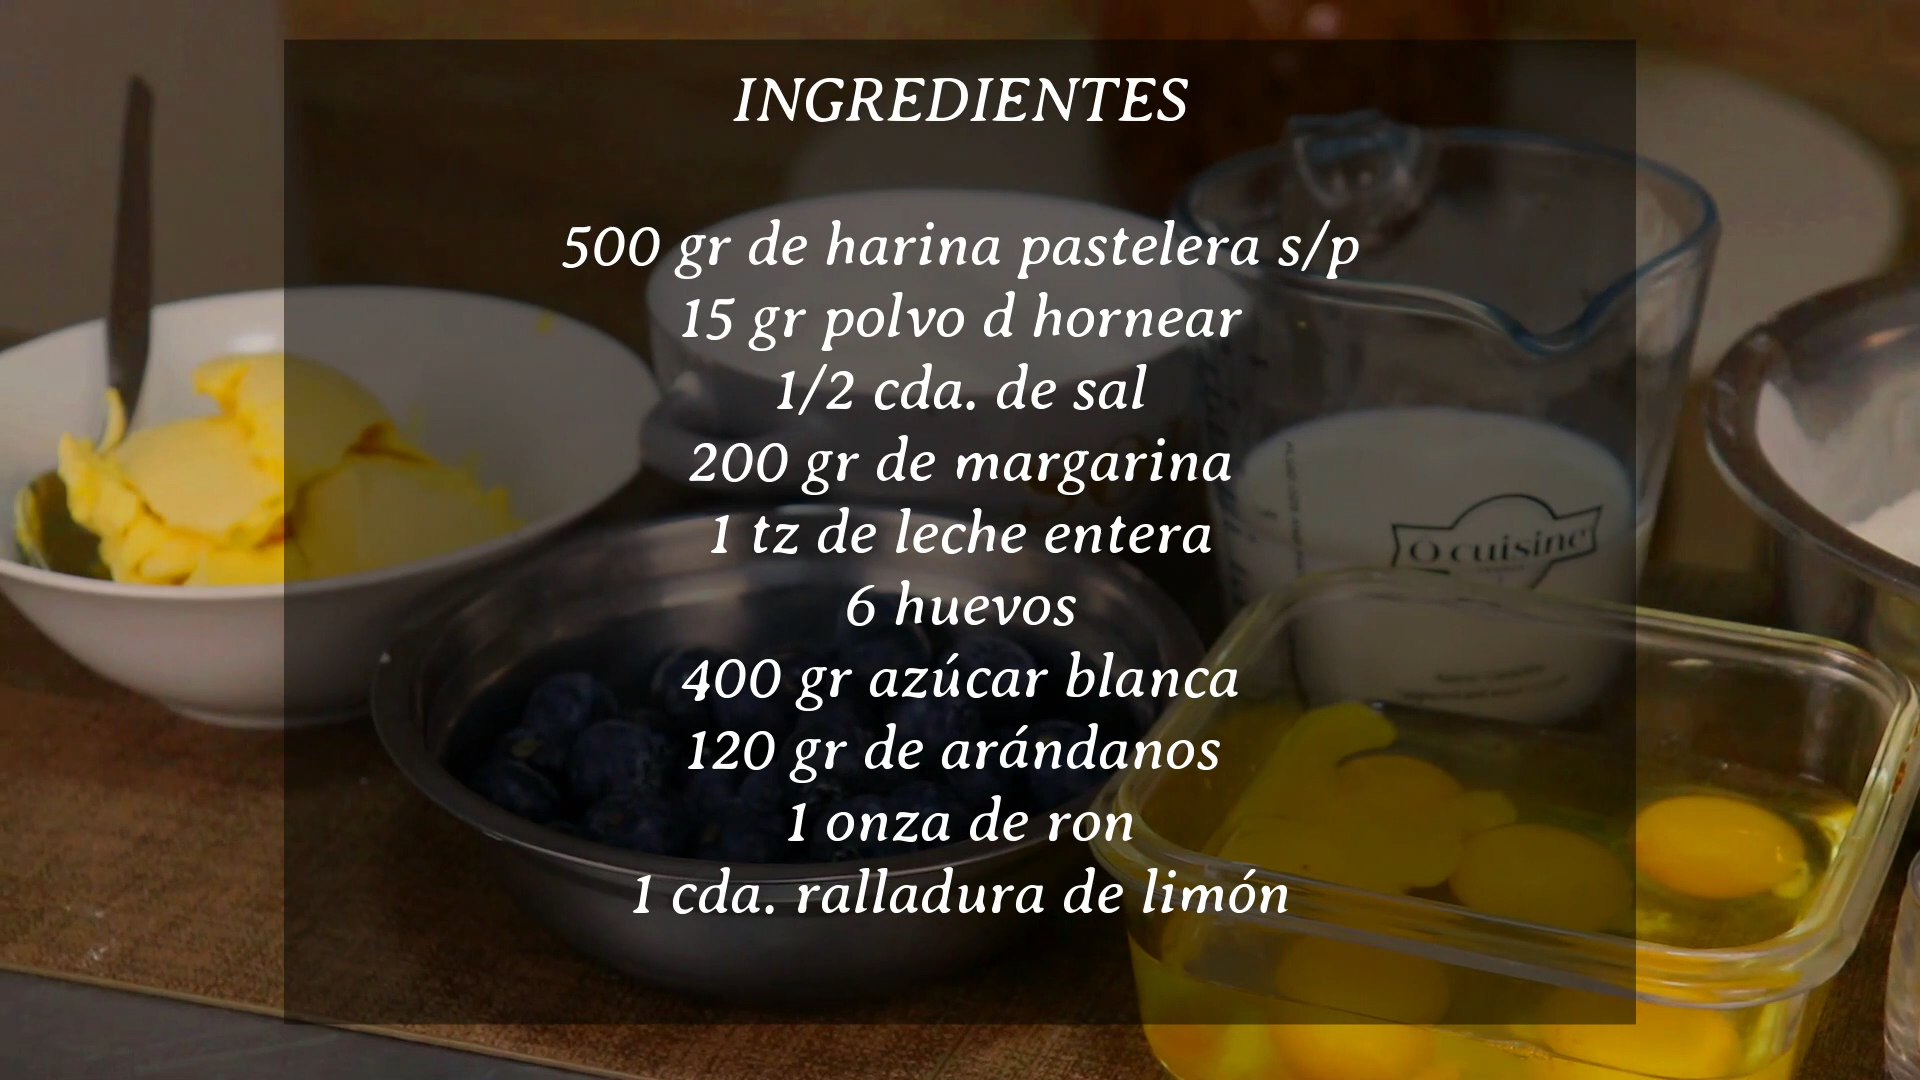 INGREDIENTES
500 gr de harina pastelera s/p
15 gr polvo d hornear
1/2 cda. de sal
200 gr de margarina
1 tz de leche entera
6 huevos
400 gr azúcar blanca
120 gr de arándanos
1 onza de ron
1 cda. ralladura de limón
O cuisine